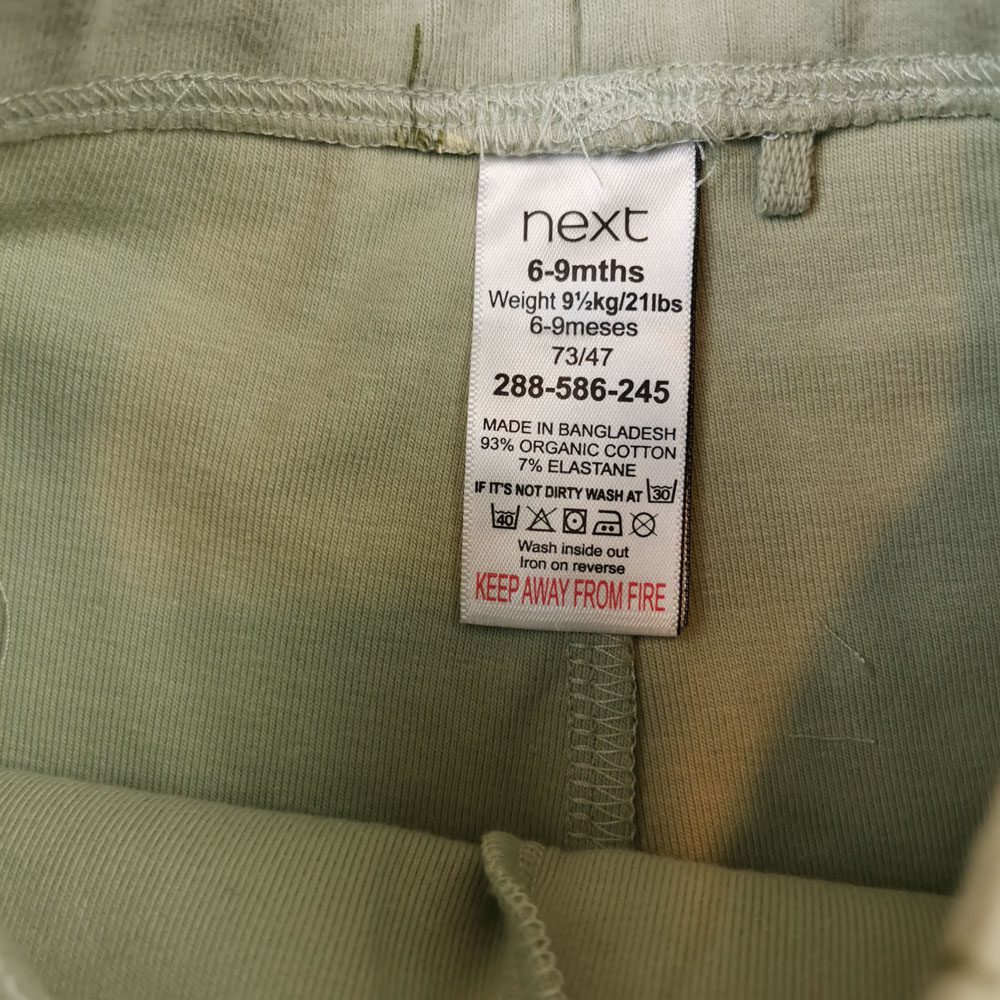 next
6-9mths
Weight 9½kg/21lbs
6-9meses
73/47
288-586-245
MADE IN BANGLADESH
93% ORGANIC COTTON
7% ELASTANE
IF IT'S NOT DIRTY WASH AT 30
40
Wash inside out
Iron on reverse
KEEP AWAY FROM FIRE